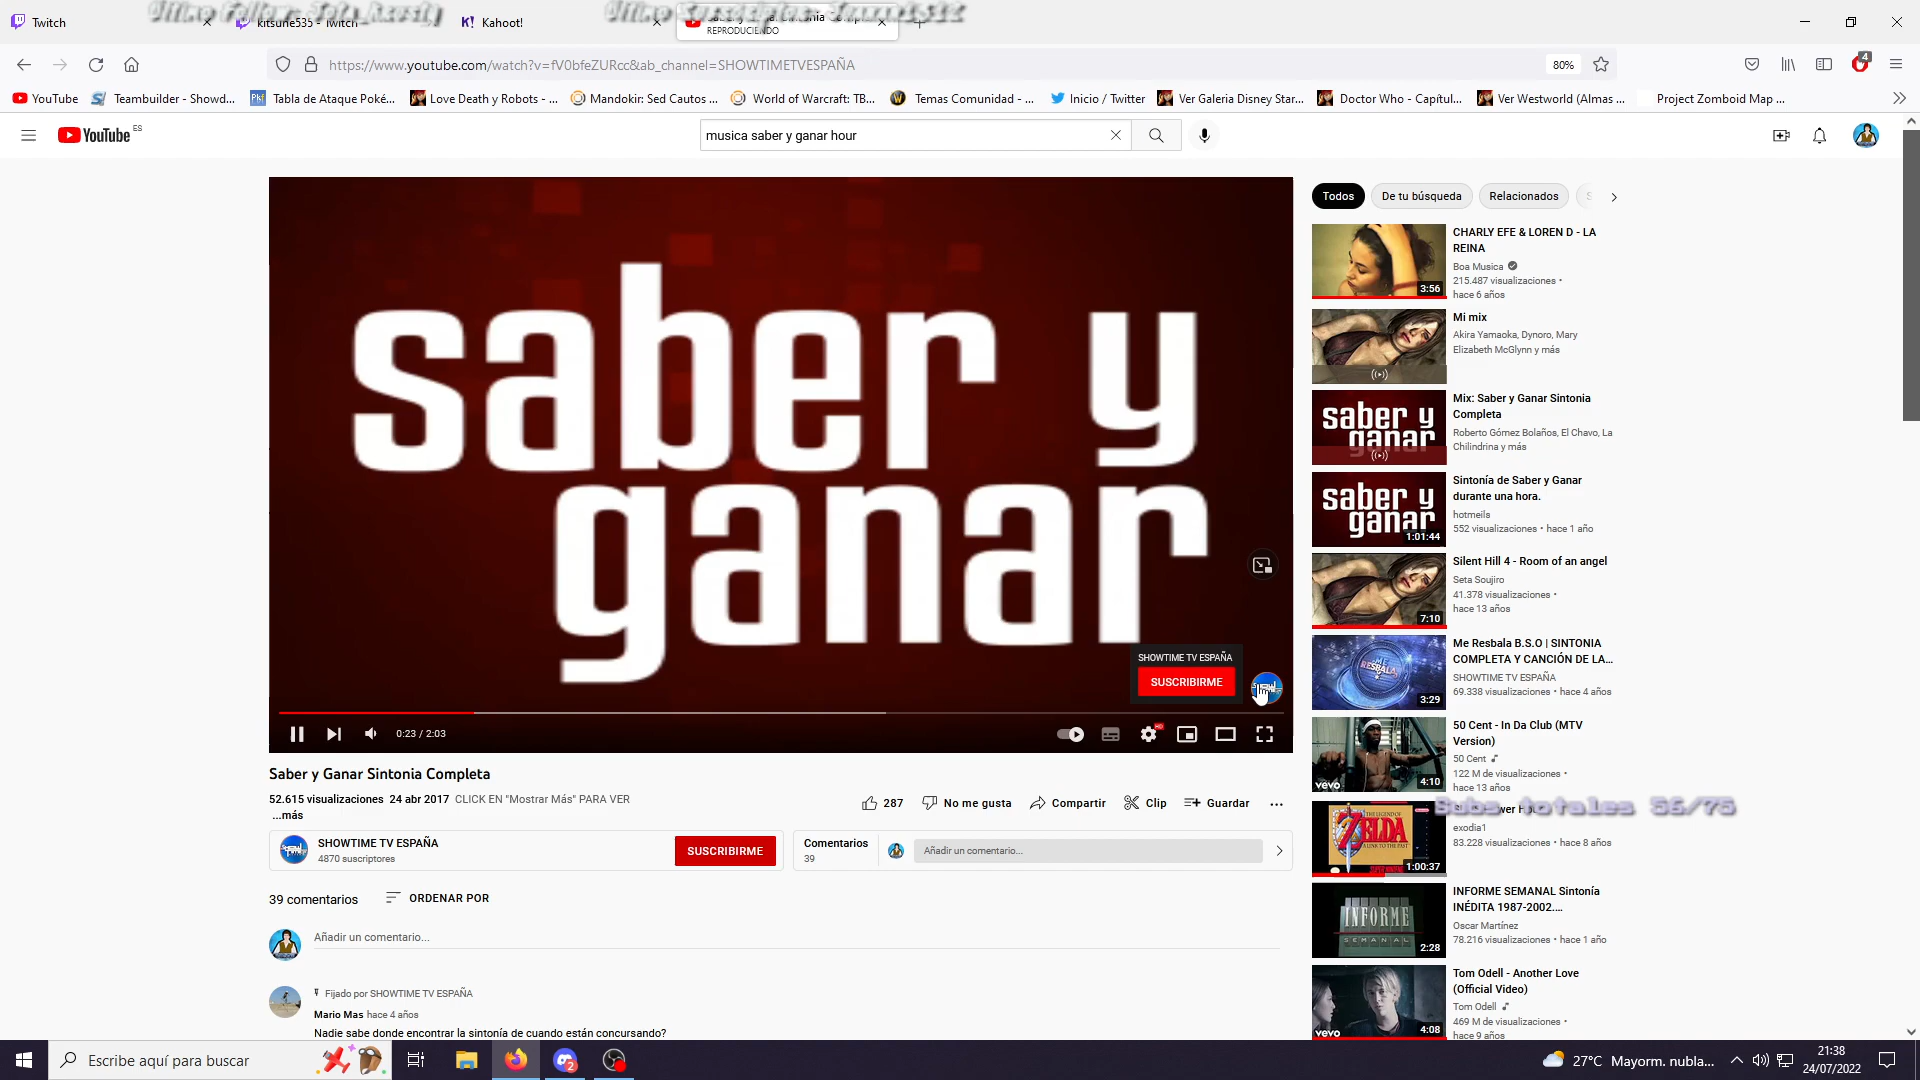 Twitch
kitsune535 - Twitch
Kahoot!
REPRODUCIENDO
https://www.youtube.com/watch?v=fV0bfeZURcc&ab_channel=SHOWTIMETVESPAÑA
80%
4
YouTube
Teambuilder - Showd...
Tabla de Ataque Poké...
Love Death y Robots - ...
Mandokir: Sed Cautos ...
World of Warcraft: TB...
Temas Comunidad - ...
Inicio / Twitter
Ver Galeria Disney Star...
Doctor Who - Capítul...
Ver Westworld (Almas ...
Project Zomboid Map ...
YouTube ES
musica saber y ganar hour
saber y
ganar
SHOWTIME TV ESPAÑA
SUSCRIBIRME
0:23 / 2:03
HD
Saber y Ganar Sintonia Completa
52.615 visualizaciones 24 abr 2017 CLICK EN "Mostrar Más" PARA VER
...más
287
No me gusta
Compartir
Clip
Guardar
SHOWTIME TV ESPAÑA
4870 suscriptores
SUSCRIBIRME
Comentarios
39
Añadir un comentario...
39 comentarios
ORDENAR POR
Añadir un comentario...
Fijado por SHOWTIME TV ESPAÑA
Mario Mas hace 4 años
Nadie sabe donde encontrar la sintonía de cuando están concursando?
Todos
De tu búsqueda
Relacionados
CHARLY EFE & LOREN D - LA
REINA
Boa Musica
215.487 visualizaciones •
hace 6 años
3:56
Mi mix
Akira Yamaoka, Dynoro, Mary
Elizabeth McGlynn y más
saber y
ganar
Mix: Saber y Ganar Sintonia
Completa
Roberto Gómez Bolaños, El Chavo, La
Chilindrina y más
saber y
ganar
1:01:44
Sintonía de Saber y Ganar
durante una hora.
hotmeils
552 visualizaciones • hace 1 año
7:10
Silent Hill 4 - Room of an angel
Seta Soujiro
41.378 visualizaciones •
hace 13 años
ME
RESBALA
3:29
Me Resbala B.S.O | SINTONIA
COMPLETA Y CANCIÓN DE LA...
SHOWTIME TV ESPAÑA
69.338 visualizaciones • hace 4 años
vevo
4:10
50 Cent - In Da Club (MTV
Version)
50 Cent
122 M de visualizaciones •
hace 13 años
Subs totales 56/75
ZELDA
1:00:37
exodia1
83.228 visualizaciones • hace 8 años
INFORME
SEMANAL
2:28
INFORME SEMANAL Sintonía
INÉDITA 1987-2002....
Oscar Martínez
78.216 visualizaciones • hace 1 año
vevo
4:08
Tom Odell - Another Love
(Official Video)
Tom Odell
469 M de visualizaciones •
hace 9 años
Escribe aquí para buscar
2
27°C Mayorm. nubla...
21:38
24/07/2022